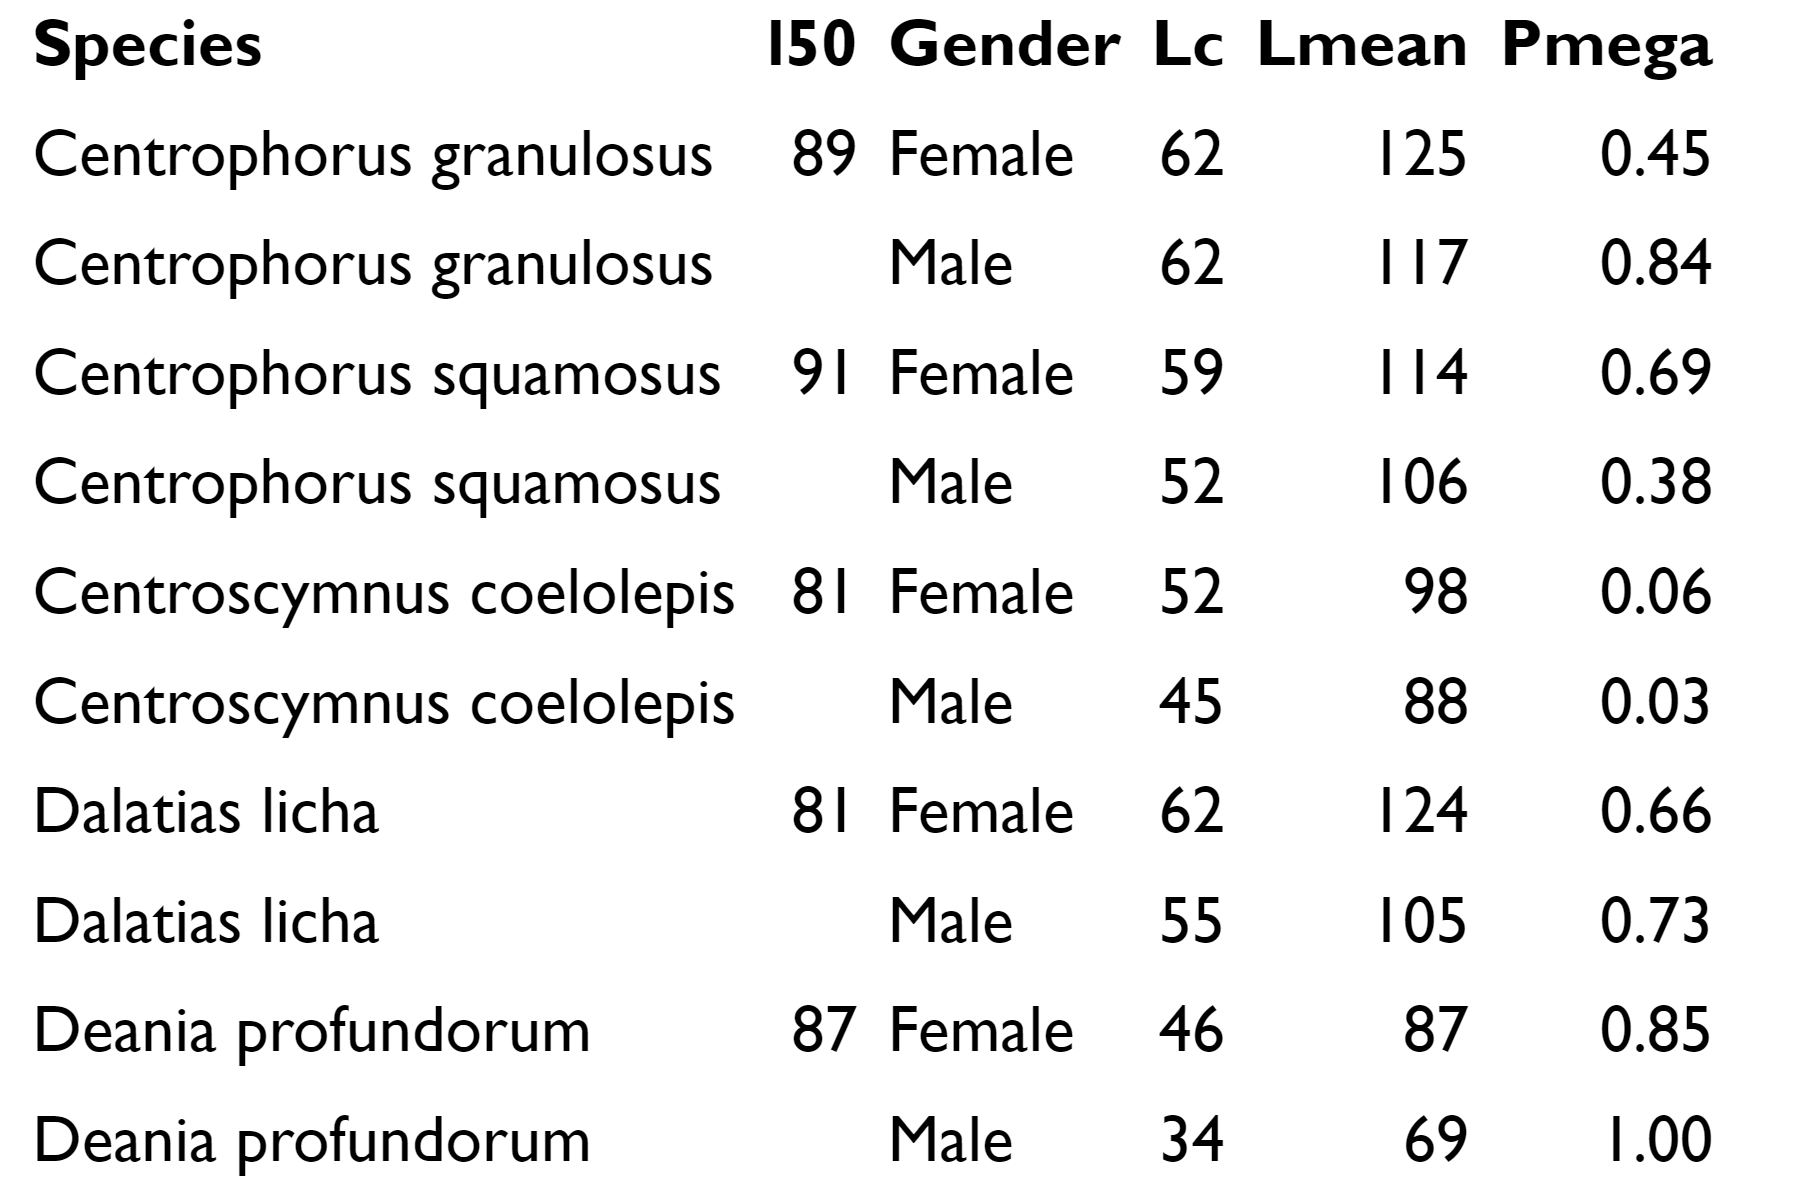 Species l50 Gender Lc Lmean Pmega
Centrophorus granulosus 89 Female 62 125 0.45
Centrophorus granulosus Male 62 117 0.84
Centrophorus squamosus 91 Female 59 114 0.69
Centrophorus squamosus Male 52 106 0.38
Centroscymnus coelolepis 81 Female 52 98 0.06
Centroscymnus coelolepis Male 45 88 0.03
Dalatias licha 81 Female 62 124 0.66
Dalatias licha Male 55 105 0.73
Deania profundorum 87 Female 46 87 0.85
Deania profundorum Male 34 69 1.00